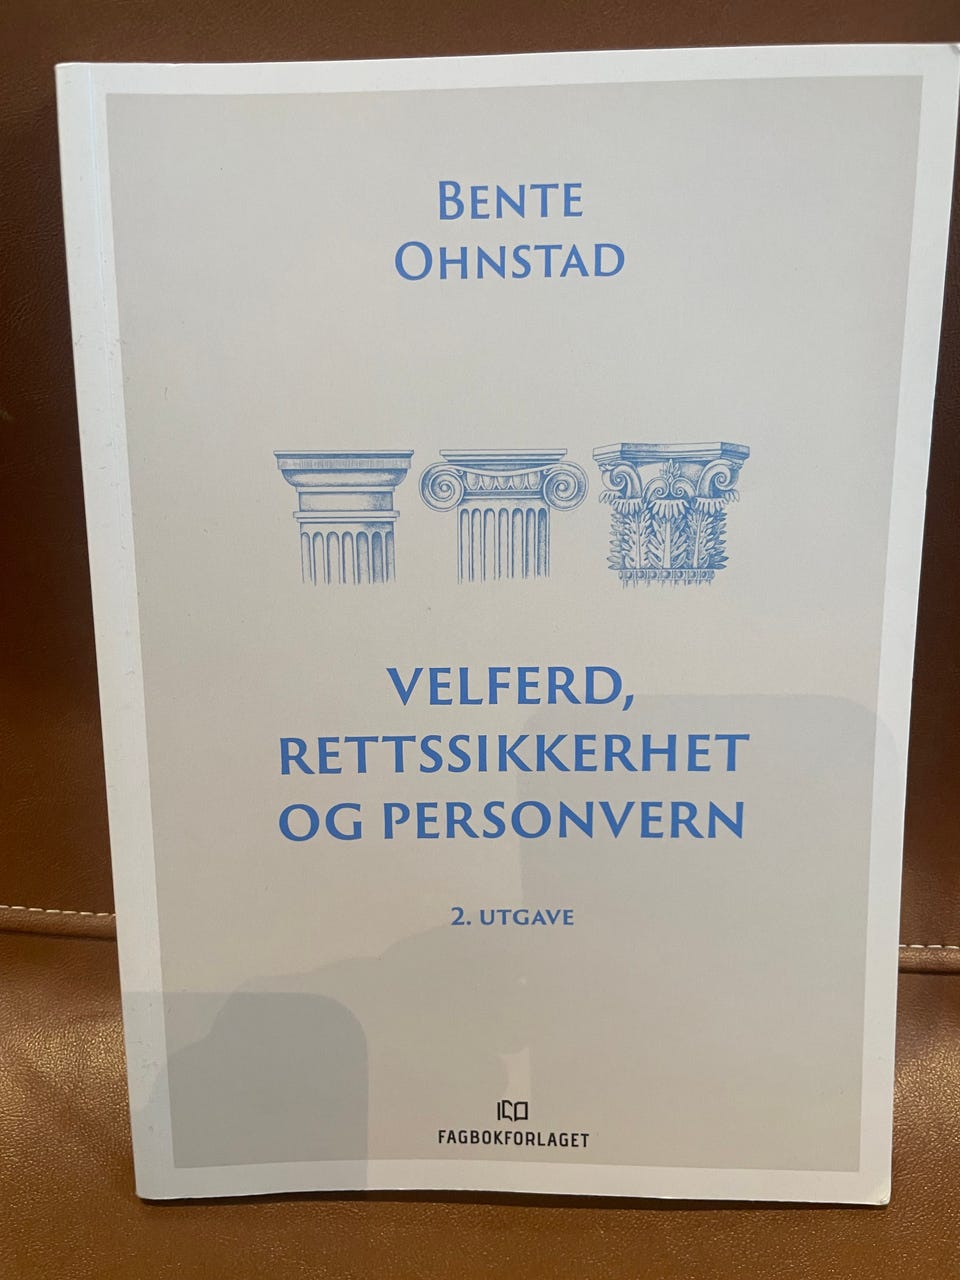 BENTE
OHNSTAD
VELFERD,
RETTSSIKKERHET
OG PERSONVERN
2. UTGAVE
FAGBOKFORLAGET